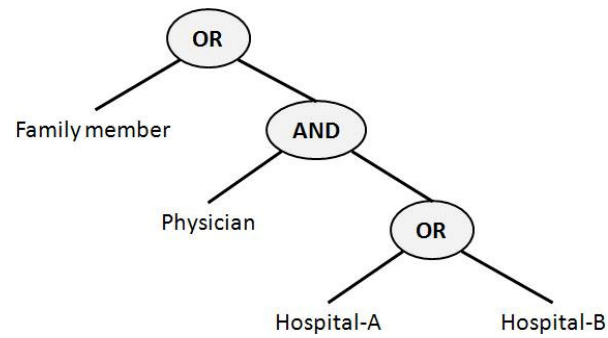 OR
Family member
AND
Physician
OR
Hospital-A
Hospital-B